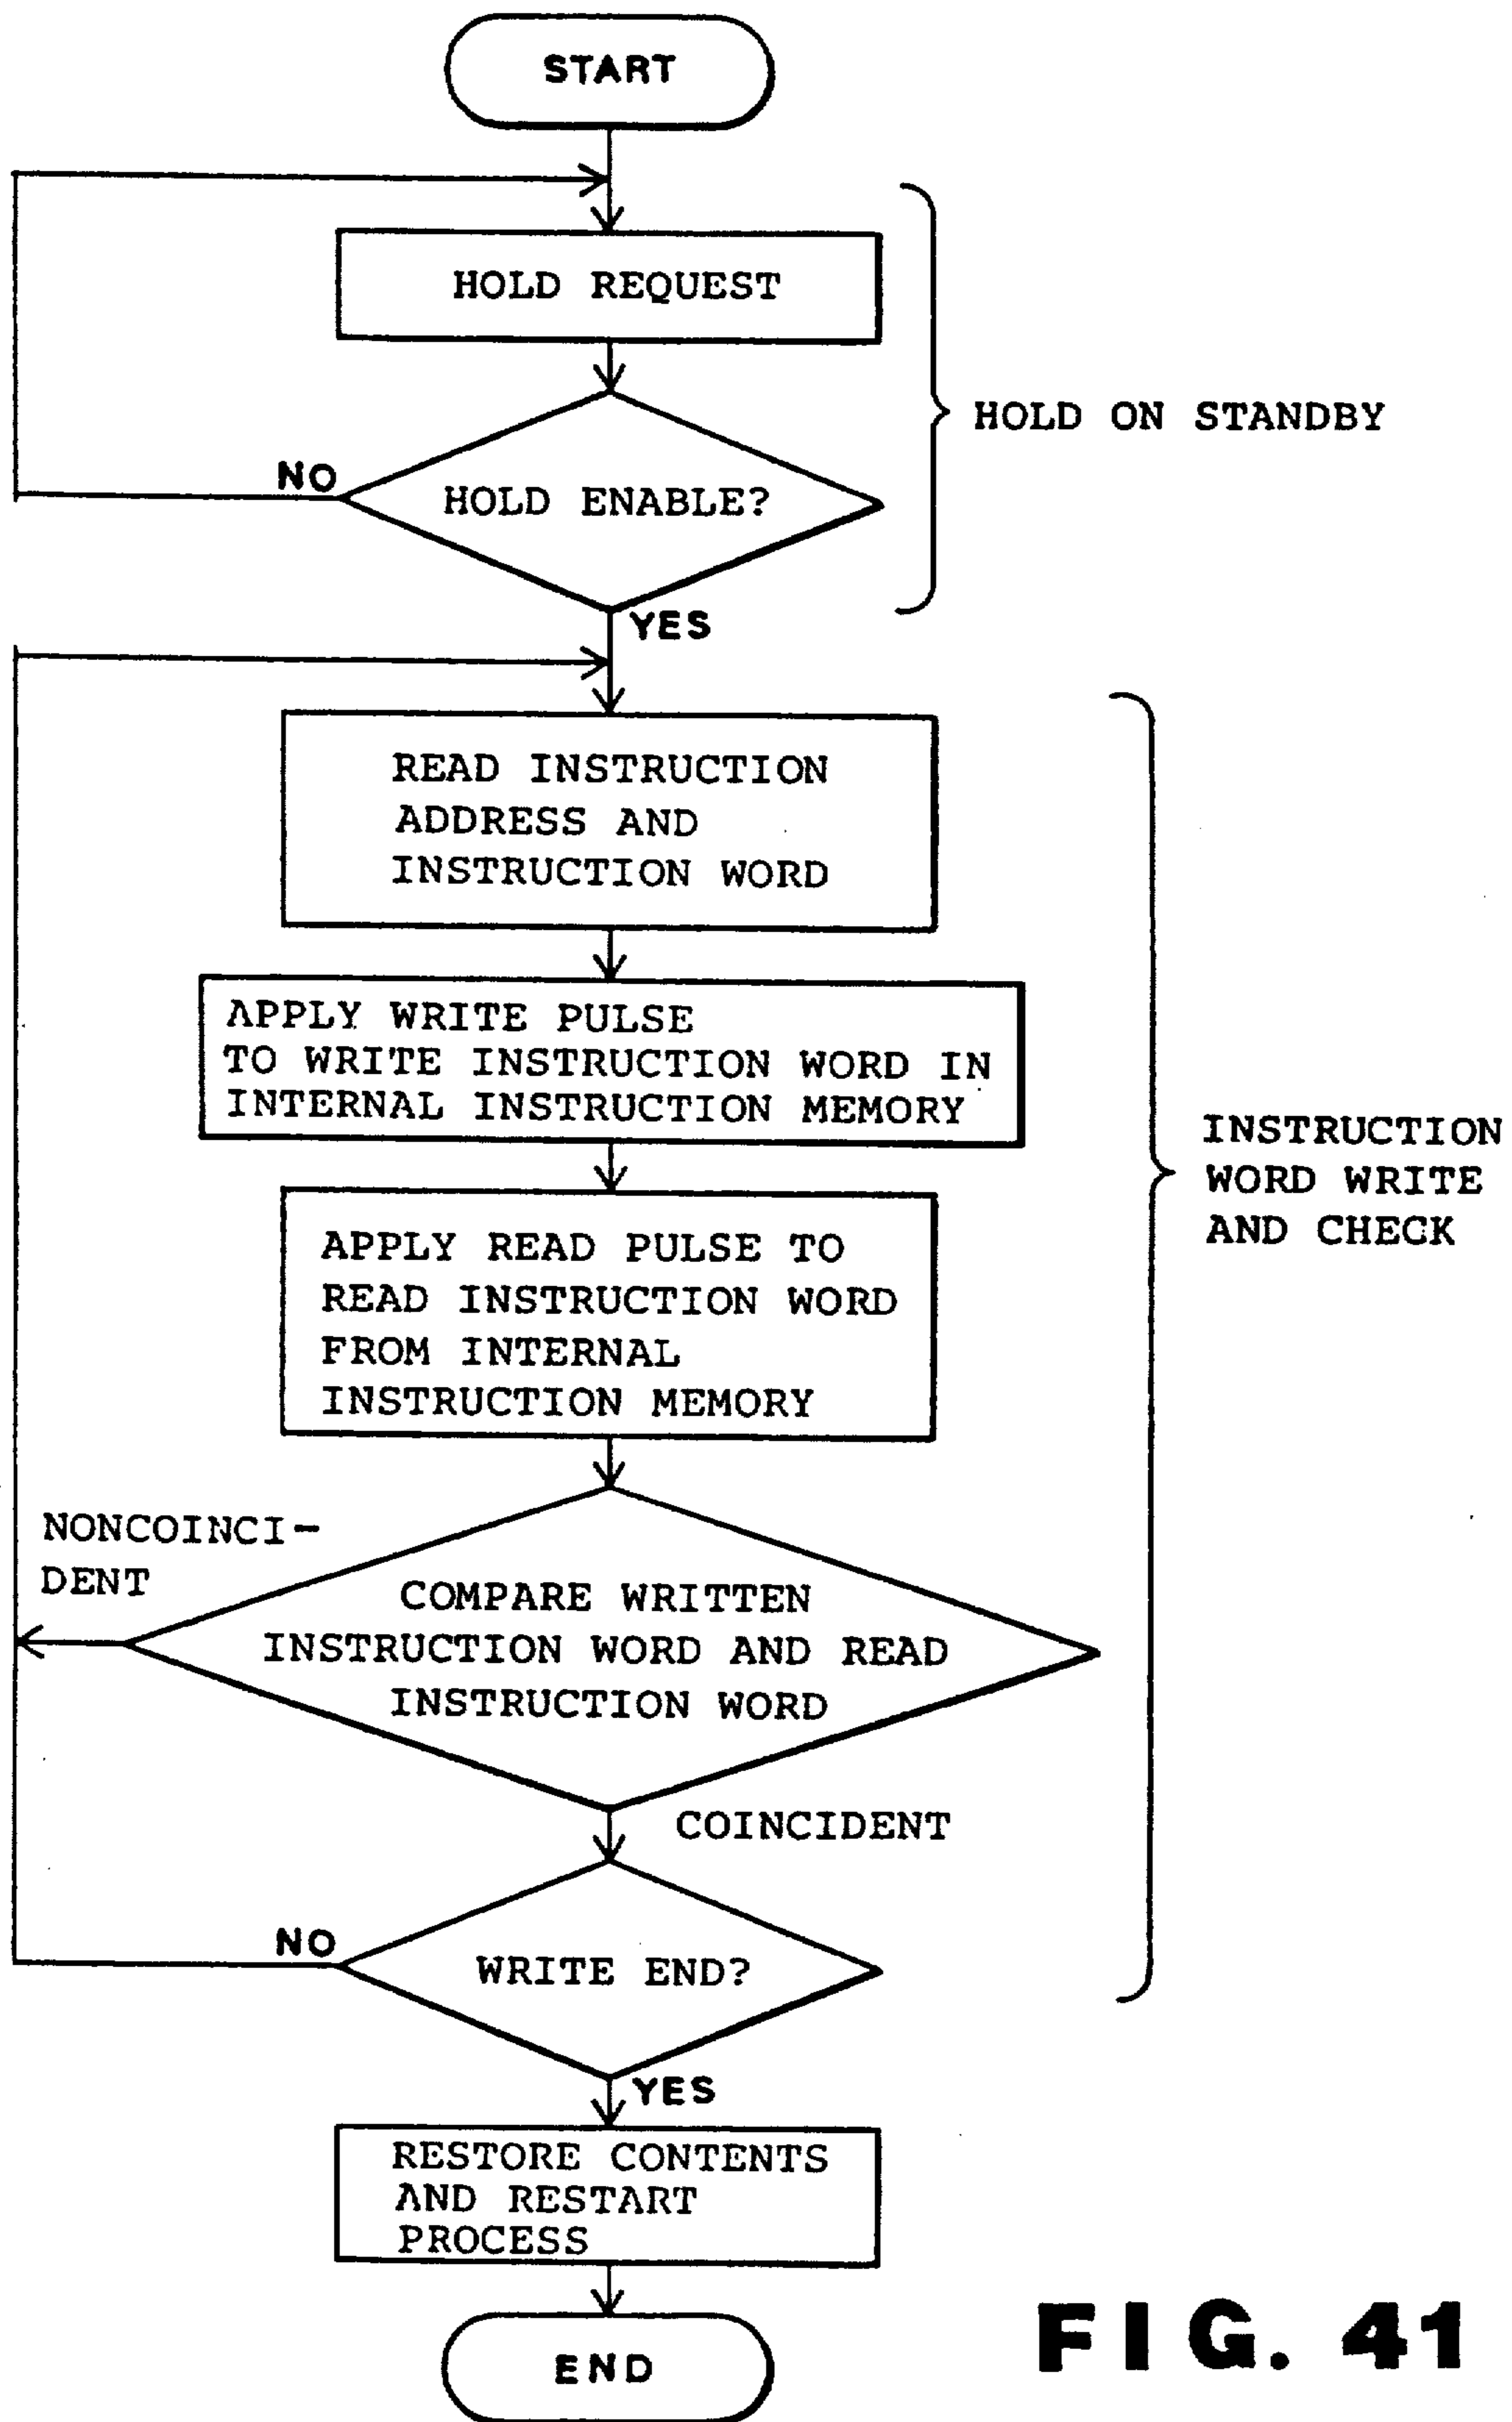 START
HOLD REQUEST
HOLD ON STANDBY
NO
HOLD ENABLE?
YES
READ INSTRUCTION
ADDRESS AND
INSTRUCTION WORD
APPLY WRITE PULSE
TO WRITE INSTRUCTION WORD IN
INTERNAL INSTRUCTION MEMORY
INSTRUCTION
WORD WRITE
AND CHECK
APPLY READ PULSE TO
READ INSTRUCTION WORD
FROM INTERNAL
INSTRUCTION MEMORY
NONCOINCI-
DENT
COMPARE WRITTEN
INSTRUCTION WORD AND READ
INSTRUCTION WORD
COINCIDENT
NO
WRITE END?
YES
RESTORE CONTENTS
AND RESTART
PROCESS
END
FIG. 41